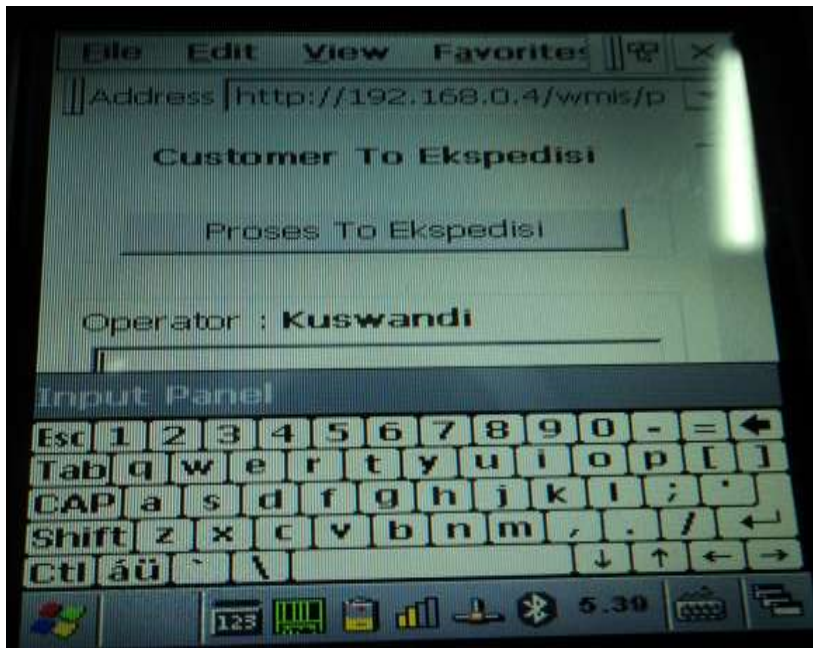 File Edit View Favorites
Address http://192.168.0.4/wmis/p
Customer To Ekspedisi
Proses To Ekspedisi
Operator : Kuswandi
Input Panel
Esc 1 2 3 4 5 6 7 8 9 0 - =
Tab q w e r t y u i o p [ ]
CAP a s d f g h j k l ; '
Shift z x c v b n m , . /
Ctl áü ` \ ↓ ↑ ← →
123 5.39